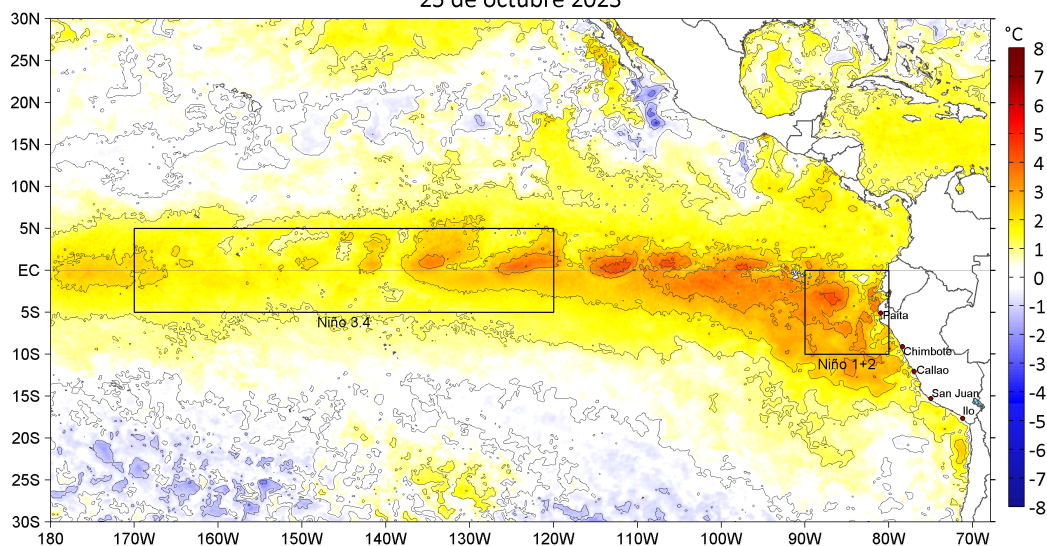 25 de octubre 2023
30N
°C
8
25N
7
6
20N
5
4
15N
3
10N
2
1
5N
0
EC
-0
-1
5S
Niño 3.4
Paita
-2
10S
Chimbote
-3
Niño 1+2
Callao
-4
15S
San Juan
Ilo
-5
20S
-6
25S
-7
30S
-8
180 170W 160W 150W 140W 130W 120W 110W 100W 90W 80W 70W